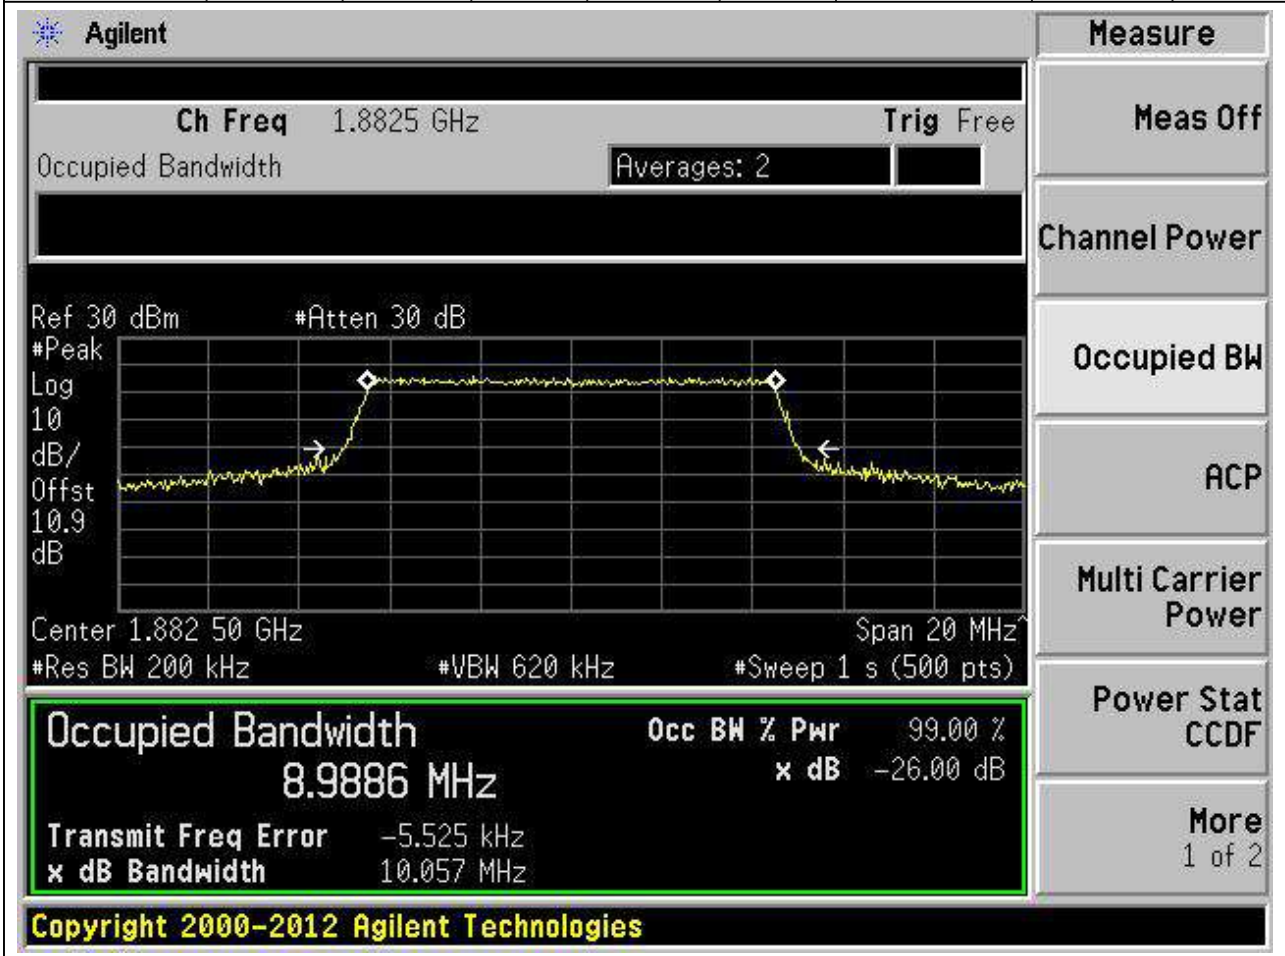 Agilent
Measure
Ch Freq 1.8825 GHz Trig Free
Occupied Bandwidth Averages: 2
Ref 30 dBm #Atten 30 dB
#Peak
Log
10
dB/
Offst
10.9
dB
Center 1.882 50 GHz Span 20 MHz^
#Res BW 200 kHz #VBW 620 kHz #Sweep 1 s (500 pts)
Occupied Bandwidth Occ BW % Pwr 99.00 %
8.9886 MHz x dB -26.00 dB
Transmit Freq Error -5.525 kHz
x dB Bandwidth 10.057 MHz
Meas Off
Channel Power
Occupied BW
ACP
Multi Carrier
Power
Power Stat
CCDF
More
1 of 2
Copyright 2000-2012 Agilent Technologies